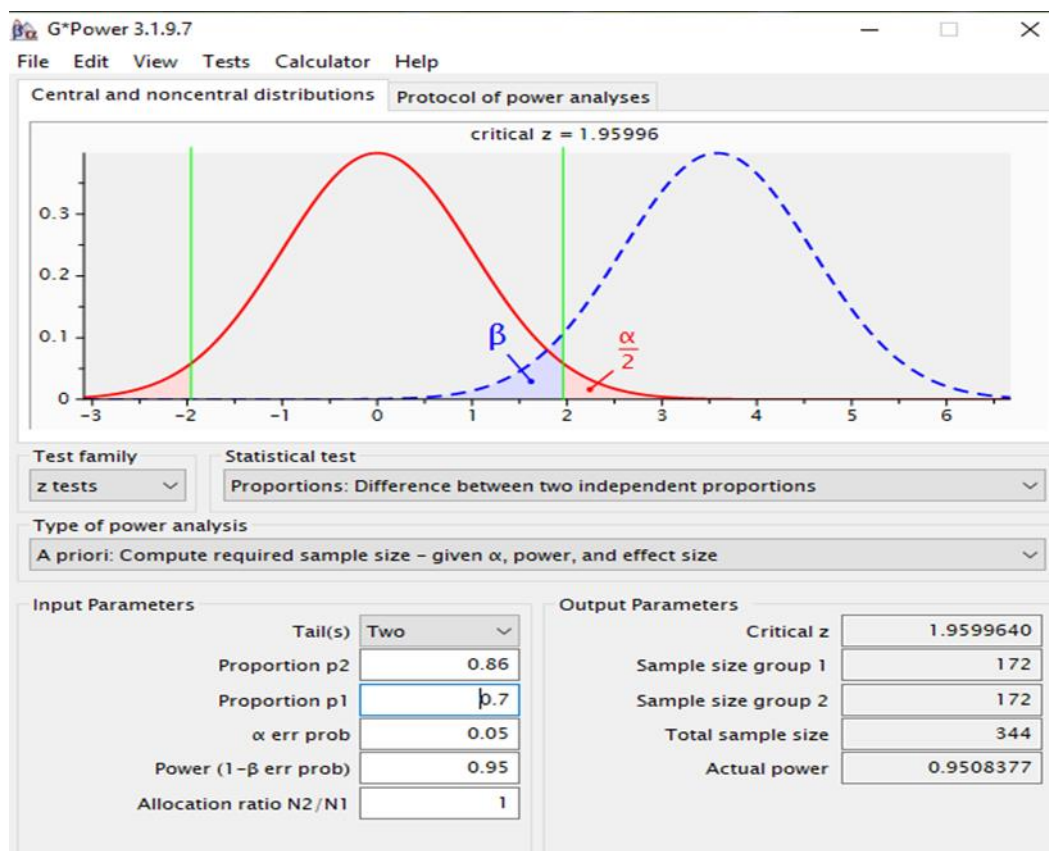 G*Power 3.1.9.7
File Edit View Tests Calculator Help
Central and noncentral distributions Protocol of power analyses
critical z = 1.95996
0.3
0.2
0.1
0
β
α
2
-3 -2 -1 0 1 2 3 4 5 6
Test family Statistical test
z tests Proportions: Difference between two independent proportions
Type of power analysis
A priori: Compute required sample size – given α, power, and effect size
Input Parameters Output Parameters
Tail(s) Two Critical z 1.9599640
Proportion p2 0.86 Sample size group 1 172
Proportion p1 0.7 Sample size group 2 172
α err prob 0.05 Total sample size 344
Power (1-β err prob) 0.95 Actual power 0.9508377
Allocation ratio N2/N1 1